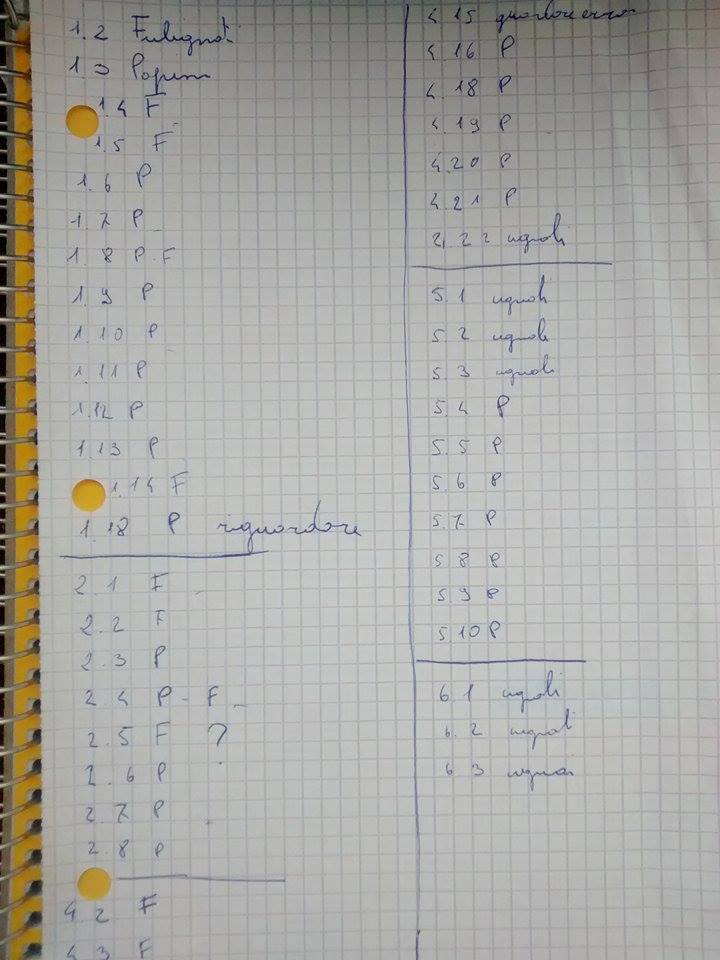 1.2 Fulignoti
1.3 Papini
1.4 F
1.5 F
1.6 P
1.7 P
1.8 P-F
1.9 P
1.10 P
1.11 P
1.12 P
1.13 P
1.14 F
1.18 P riguardare
2.1 F
2.2 F
2.3 P
2.4 P - F
2.5 F ?
2.6 P
2.7 P
2.8 P
4.2 F
4.3 F
4.15
4.16 P
4.18 P
4.19 P
4.20 P
4.21 P
4.22 uguali
5.1 uguali
5.2 uguali
5.3 uguali
5.4 P
5.5 P
5.6 P
5.7 P
5.8 P
5.9 P
5.10 P
6.1 uguali
6.2 uguali
6.3 uguali